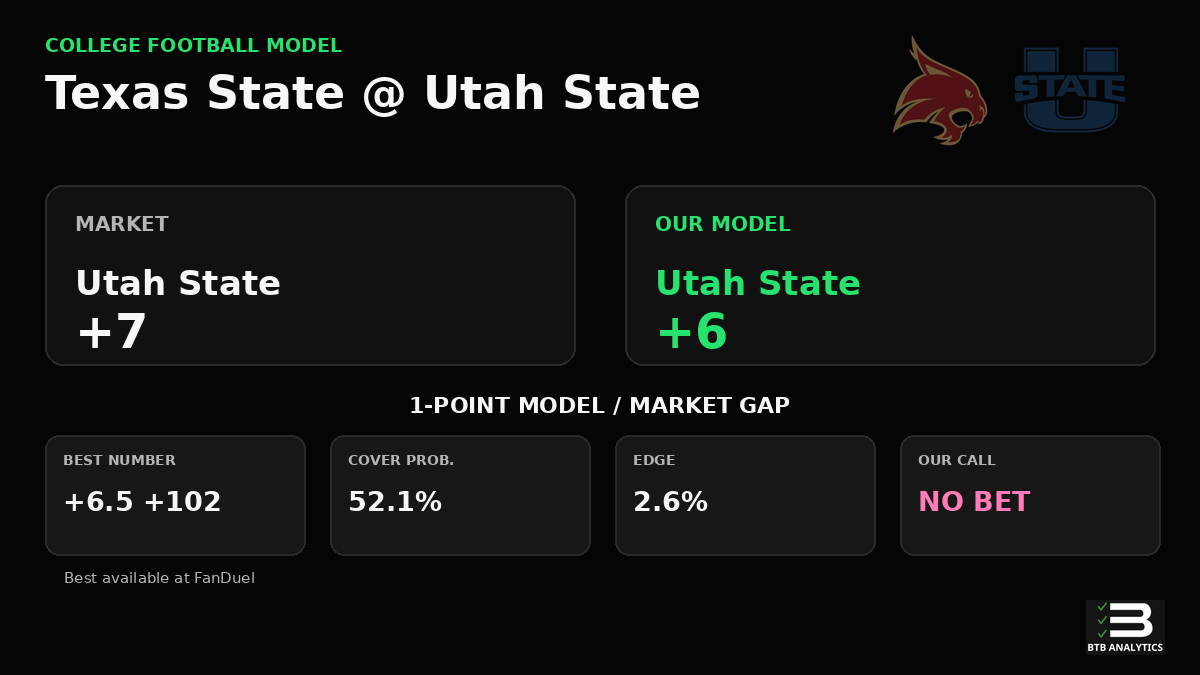 COLLEGE FOOTBALL MODEL
Texas State @ Utah State
U STATE
MARKET
Utah State
+7
OUR MODEL
Utah State
+6
1-POINT MODEL / MARKET GAP
BEST NUMBER
+6.5 +102
COVER PROB.
52.1%
EDGE
2.6%
OUR CALL
NO BET
Best available at FanDuel
B
BTB ANALYTICS